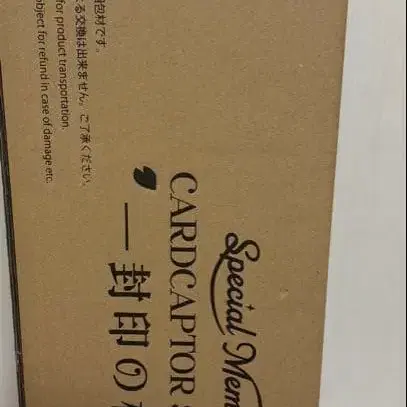 Special Mem
CARDCAPTOR S
―封印の
包材です。
る交換は出来ません。ご了承ください。
for product transportation.
bject for refund in case of damage etc.